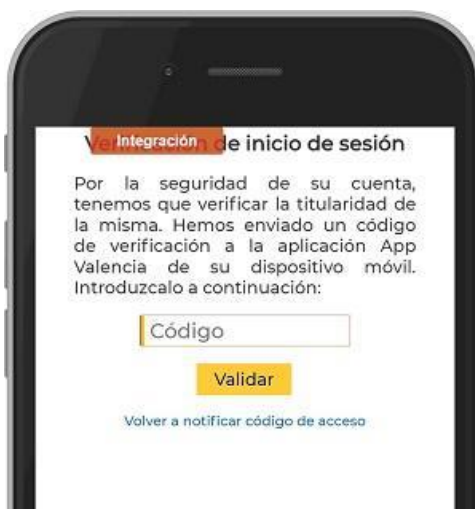 Integración
Verificación de inicio de sesión
Por la seguridad de su cuenta,
tenemos que verificar la titularidad de
la misma. Hemos enviado un código
de verificación a la aplicación App
Valencia de su dispositivo móvil.
Introduzcalo a continuación:
Código
Validar
Volver a notificar código de acceso